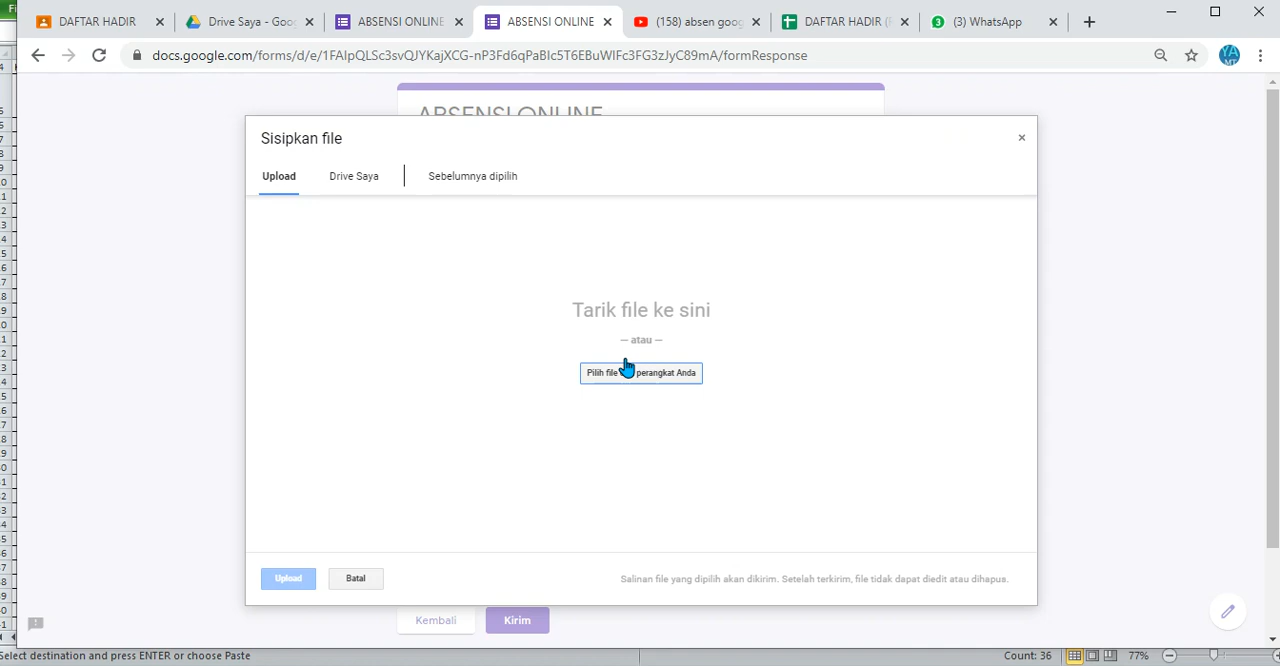 DAFTAR HADIR
Drive Saya - Goo
ABSENSI ONLINE
ABSENSI ONLINE
(158) absen goog
DAFTAR HADIR (
(3) WhatsApp
docs.google.com/forms/d/e/1FAIpQLSc3svQJYKajXCG-nP3Fd6qPaBIc5T6EBuWIFc3FG3zJyC89mA/formResponse
ABSENSI ONLINE
Sisipkan file
Upload
Drive Saya
Sebelumnya dipilih
Tarik file ke sini
— atau —
Pilih file perangkat Anda
Upload
Batal
Salinan file yang dipilih akan dikirim. Setelah terkirim, file tidak dapat diedit atau dihapus.
Kembali
Kirim
Select destination and press ENTER or choose Paste
Count: 36
77%